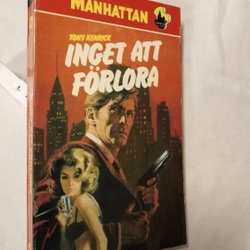 MANHATTAN
TONY KENRICK
INGET ATT
FÖRLORA